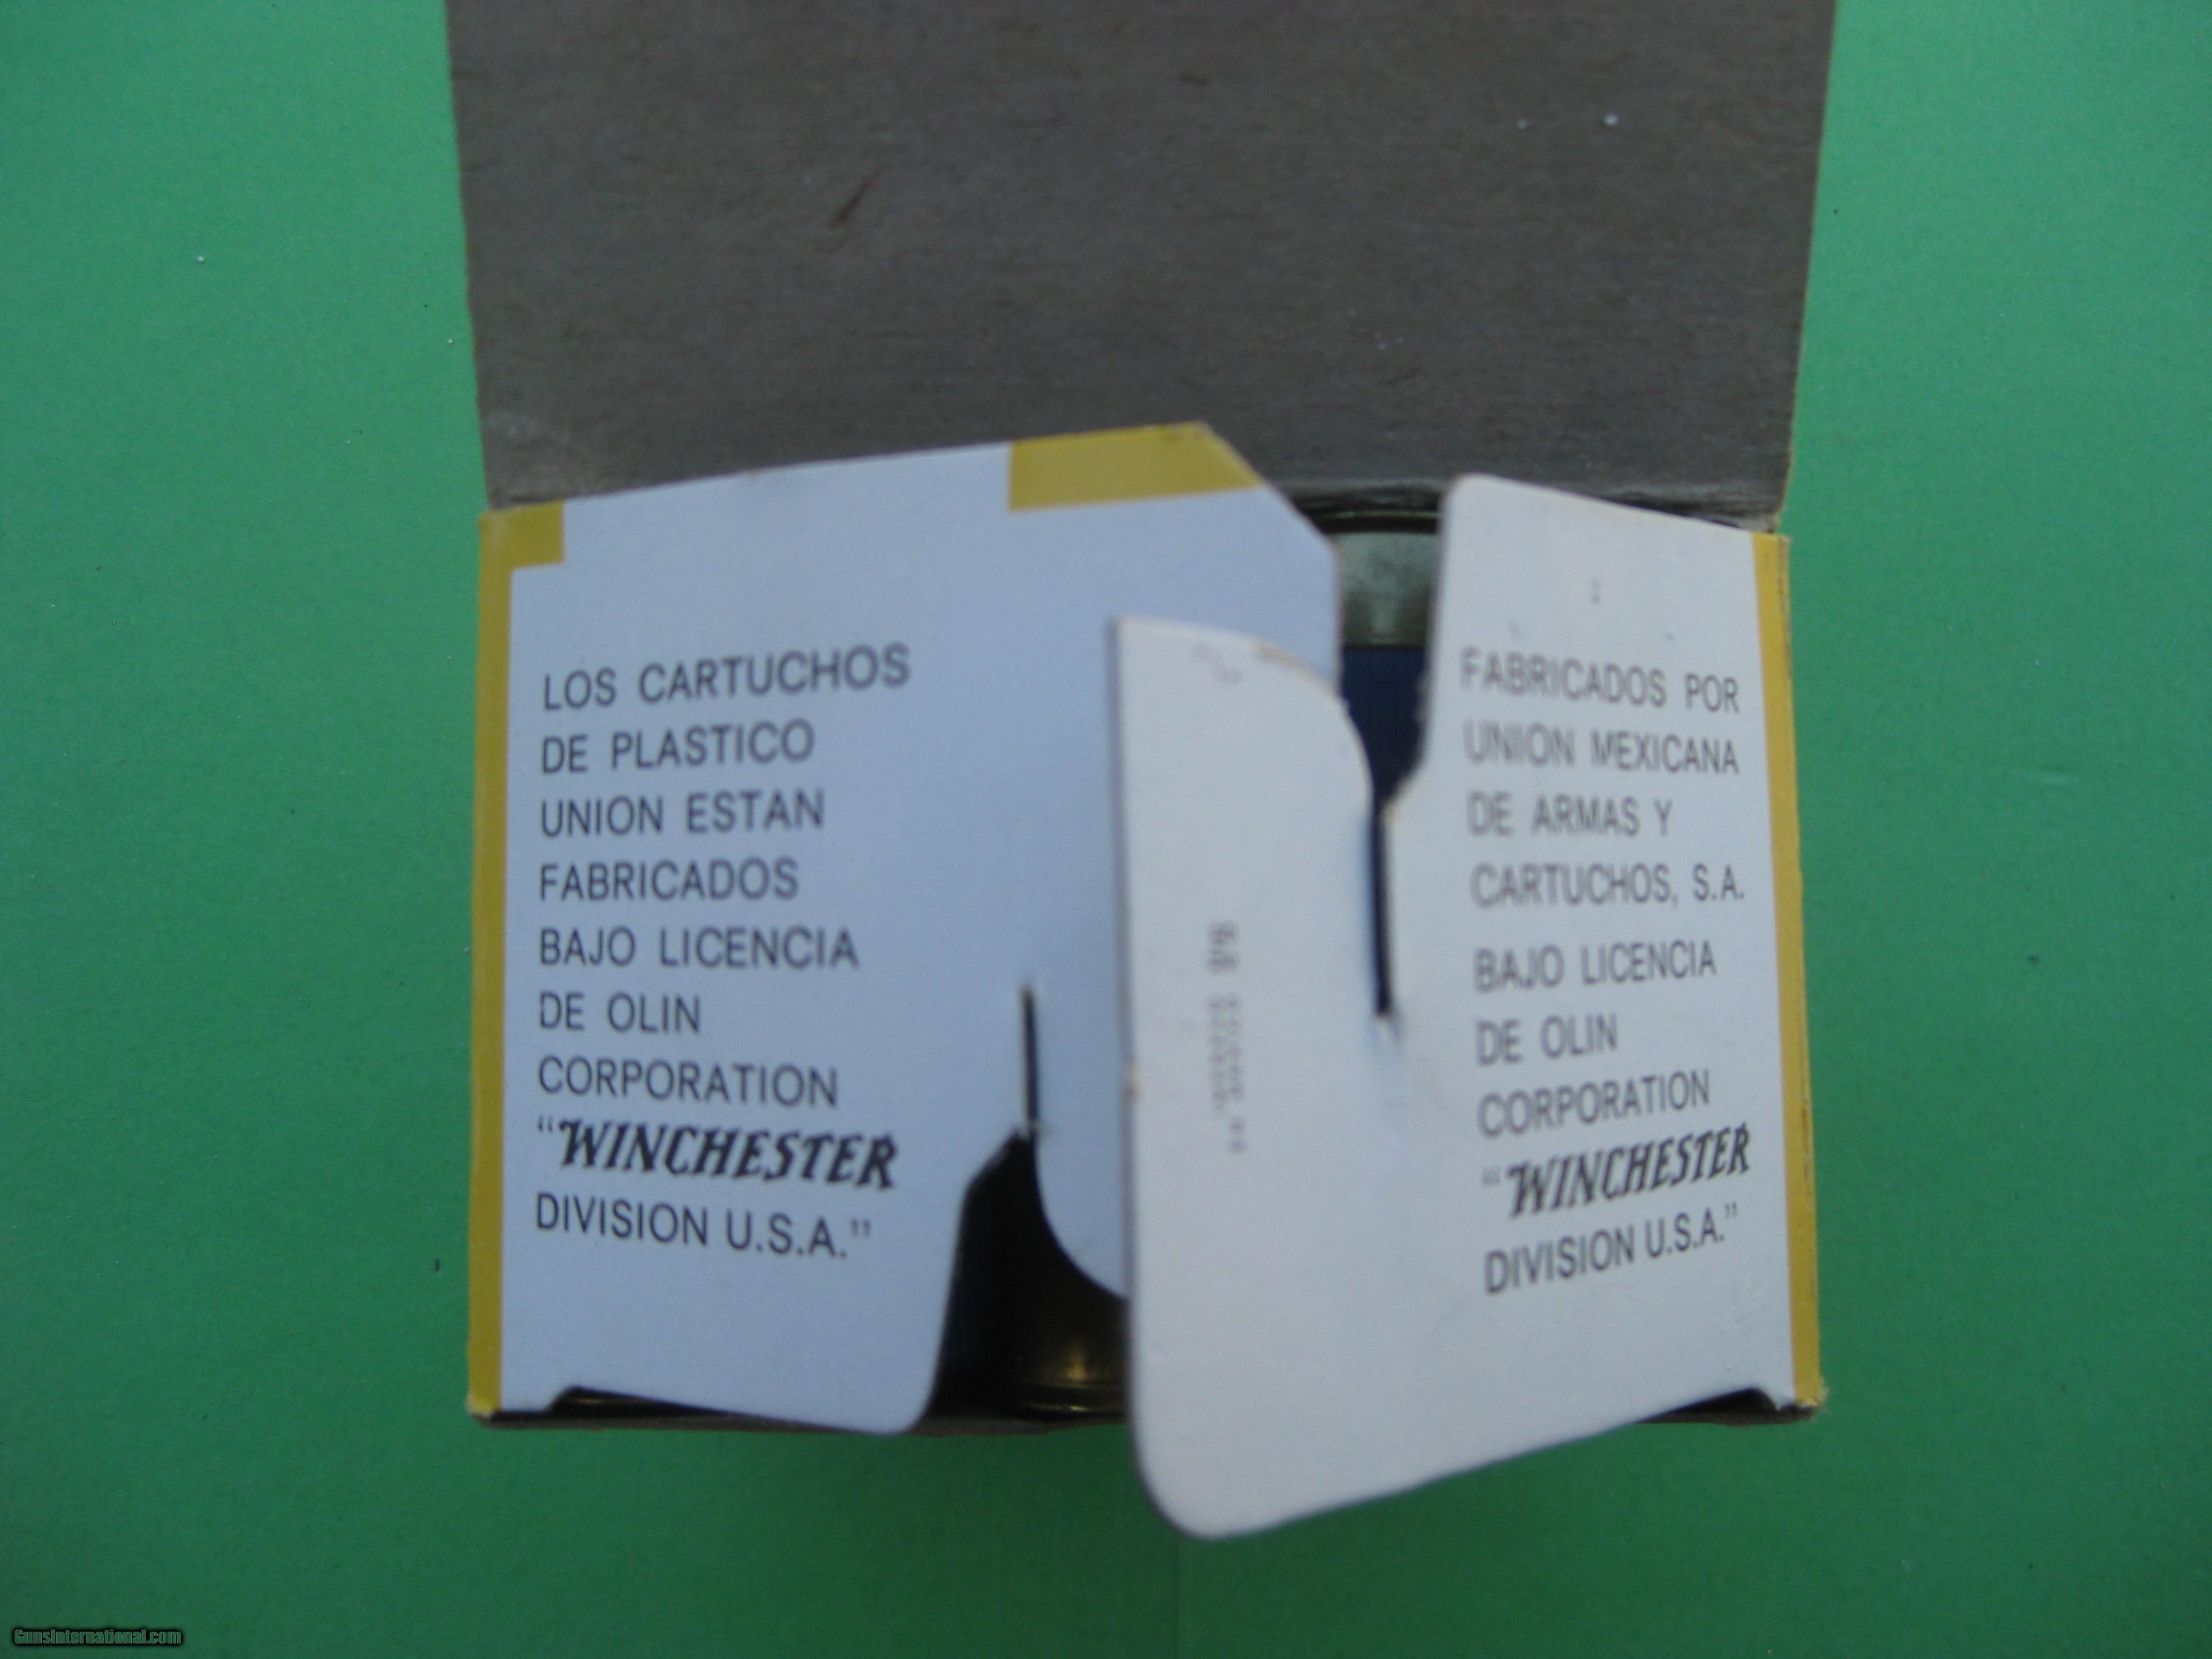 LOS CARTUCHOS
DE PLASTICO
UNION ESTAN
FABRICADOS
BAJO LICENCIA
DE OLIN
CORPORATION
“WINCHESTER
DIVISION U.S.A.”
FABRICADOS POR
UNION MEXICANA
DE ARMAS Y
CARTUCHOS, S.A.
BAJO LICENCIA
DE OLIN
CORPORATION
“WINCHESTER
DIVISION U.S.A.”
GunsInternational.com